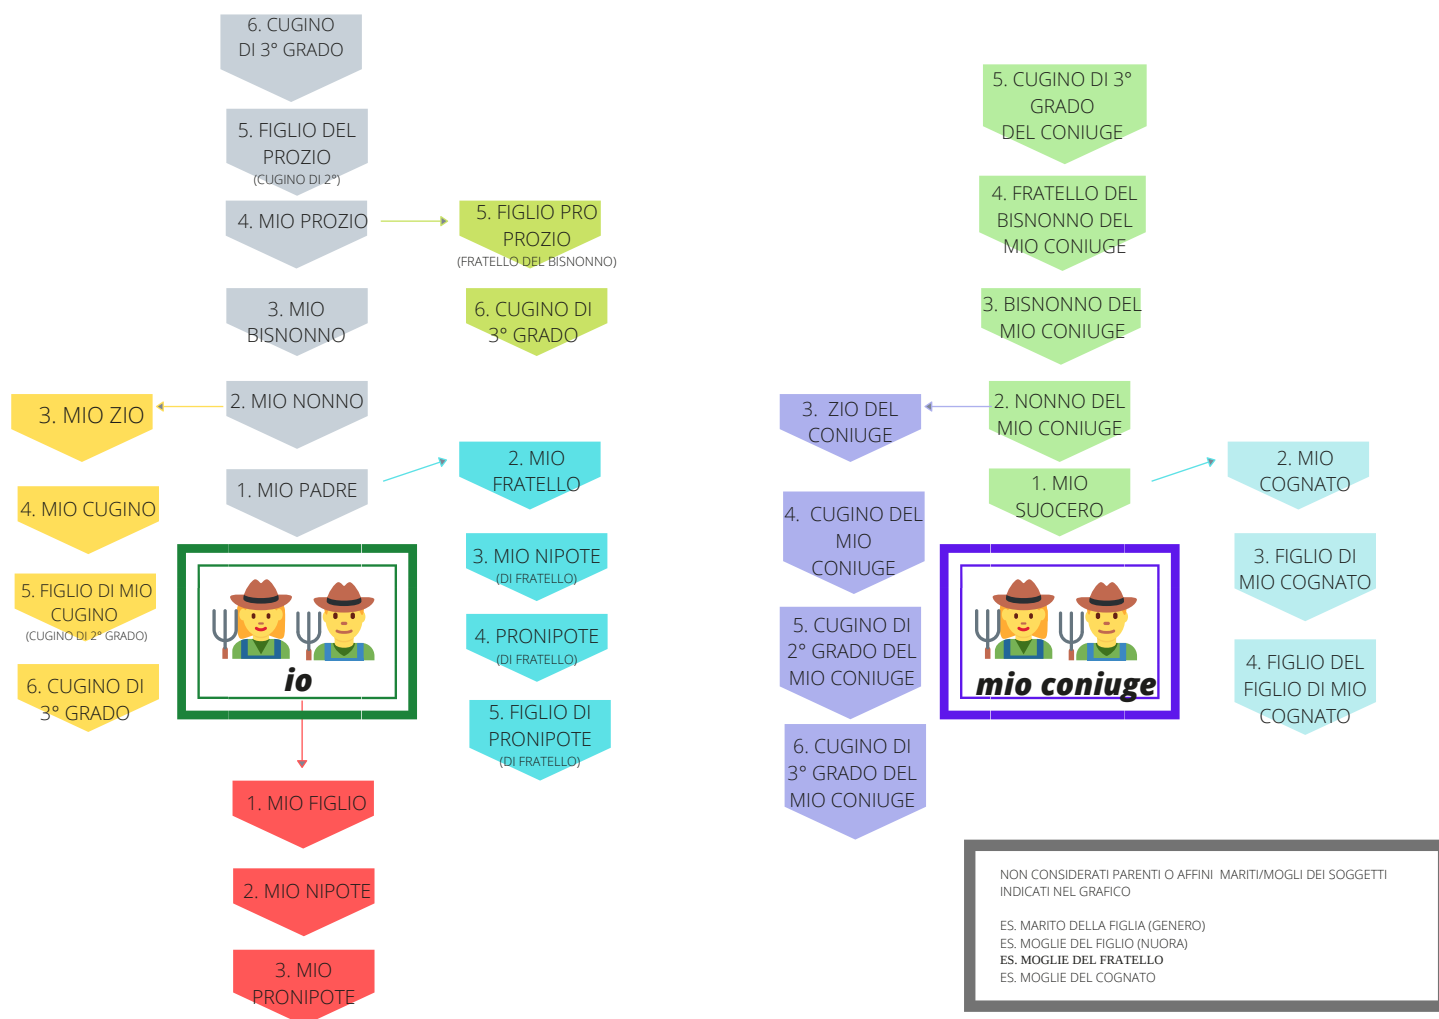 6. CUGINO
DI 3° GRADO
5. FIGLIO DEL
PROZIO
(CUGINO DI 2°)
4. MIO PROZIO
3. MIO
BISNONNO
2. MIO NONNO
1. MIO PADRE
5. FIGLIO PRO
PROZIO
(FRATELLO DEL BISNONNO)
6. CUGINO DI
3° GRADO
3. MIO ZIO
4. MIO CUGINO
5. FIGLIO DI MIO
CUGINO
(CUGINO DI 2° GRADO)
6. CUGINO DI
3° GRADO
2. MIO
FRATELLO
3. MIO NIPOTE
(DI FRATELLO)
4. PRONIPOTE
(DI FRATELLO)
5. FIGLIO DI
PRONIPOTE
(DI FRATELLO)
io
1. MIO FIGLIO
2. MIO NIPOTE
3. MIO
PRONIPOTE
5. CUGINO DI 3°
GRADO
DEL CONIUGE
4. FRATELLO DEL
BISNONNO DEL
MIO CONIUGE
3. BISNONNO DEL
MIO CONIUGE
2. NONNO DEL
MIO CONIUGE
1. MIO
SUOCERO
3. ZIO DEL
CONIUGE
4. CUGINO DEL
MIO
CONIUGE
5. CUGINO DI
2° GRADO DEL
MIO CONIUGE
6. CUGINO DI
3° GRADO DEL
MIO CONIUGE
2. MIO
COGNATO
3. FIGLIO DI
MIO COGNATO
4. FIGLIO DEL
FIGLIO DI MIO
COGNATO
mio coniuge
NON CONSIDERATI PARENTI O AFFINI MARITI/MOGLI DEI SOGGETTI
INDICATI NEL GRAFICO
ES. MARITO DELLA FIGLIA (GENERO)
ES. MOGLIE DEL FIGLIO (NUORA)
ES. MOGLIE DEL FRATELLO
ES. MOGLIE DEL COGNATO